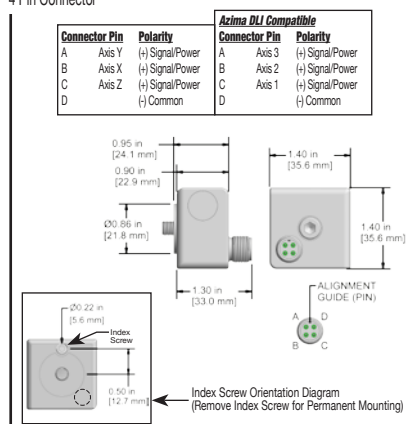 4 Pin Connector
Azima DLI Compatible
Connector Pin Polarity Connector Pin Polarity
A Axis Y (+) Signal/Power A Axis 3 (+) Signal/Power
B Axis X (+) Signal/Power B Axis 2 (+) Signal/Power
C Axis Z (+) Signal/Power C Axis 1 (+) Signal/Power
D (-) Common D (-) Common
0.95 in
[24.1 mm]
0.90 in
[22.9 mm]
1.40 in
[35.6 mm]
Ø0.86 in
[21.8 mm]
1.40 in
[35.6 mm]
1.30 in
[33.0 mm]
ALIGNMENT
GUIDE (PIN)
A D
B C
Ø0.22 in
[5.6 mm]
Index
Screw
0.50 in
[12.7 mm]
Index Screw Orientation Diagram
(Remove Index Screw for Permanent Mounting)